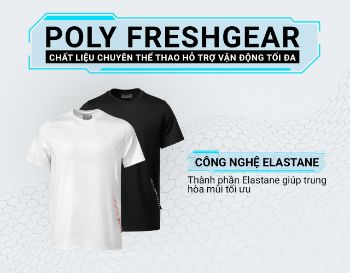 POLY FRESHGEAR
CHẤT LIỆU CHUYÊN THỂ THAO HỖ TRỢ VẬN ĐỘNG TỐI ĐA
CÔNG NGHỆ ELASTANE
Thành phần Elastane giúp trung
hòa mùi tối ưu